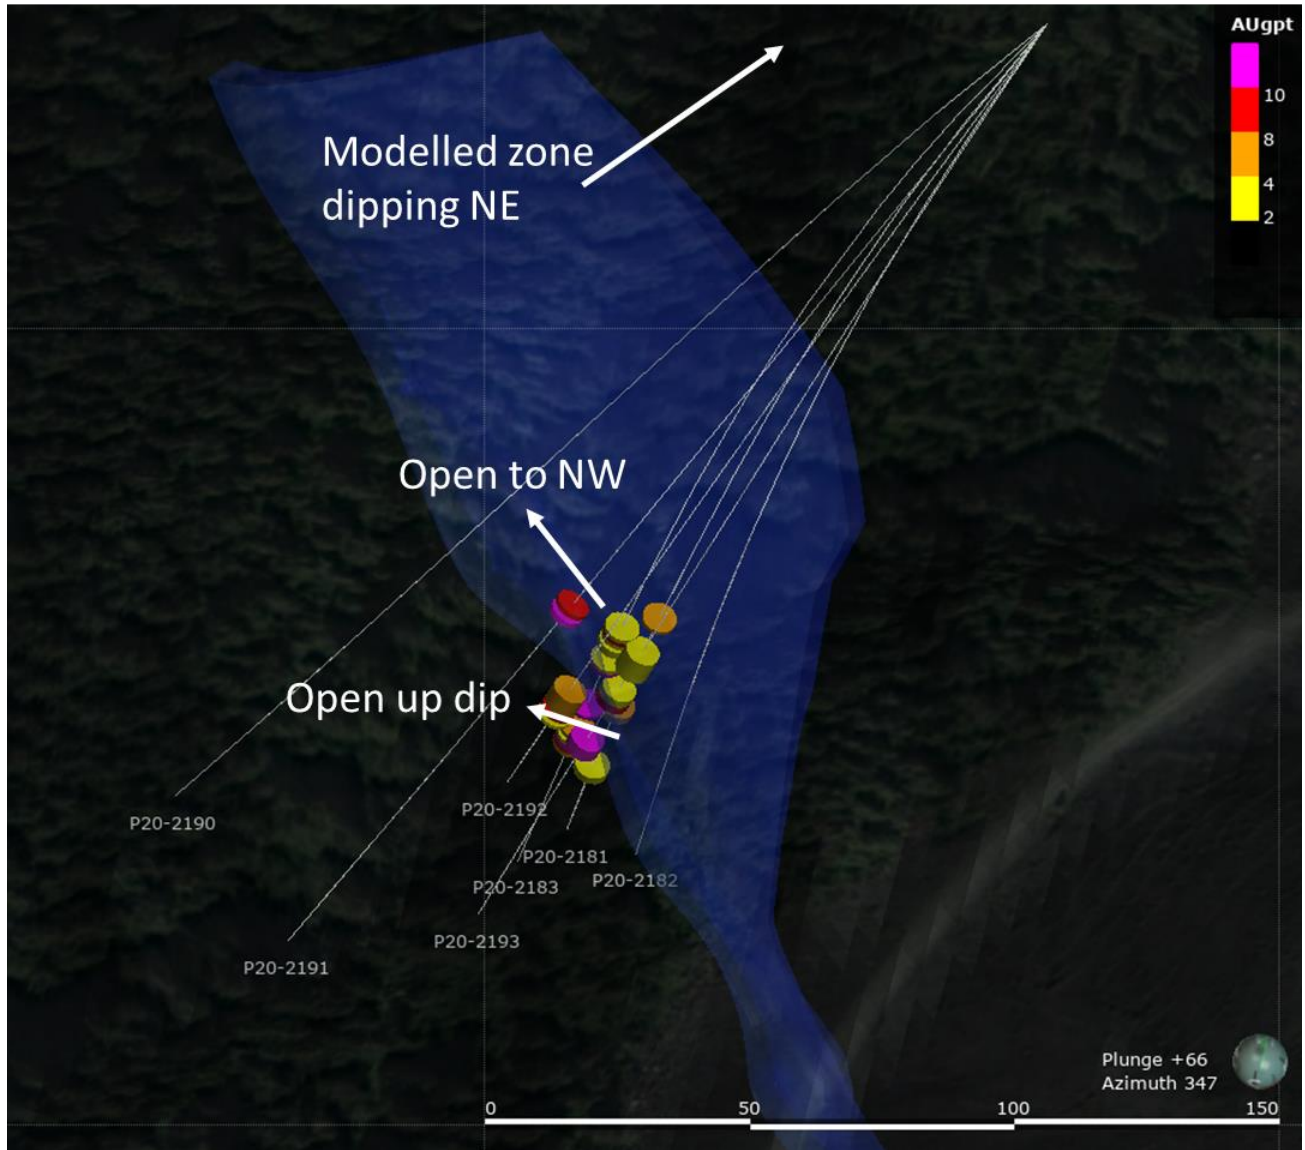 AUgpt
10
8
4
2
Modelled zone
dipping NE
Open to NW
Open up dip
P20-2190
P20-2192
P20-2181
P20-2182
P20-2183
P20-2193
P20-2191
Plunge +66
Azimuth 347
0 50 100 150